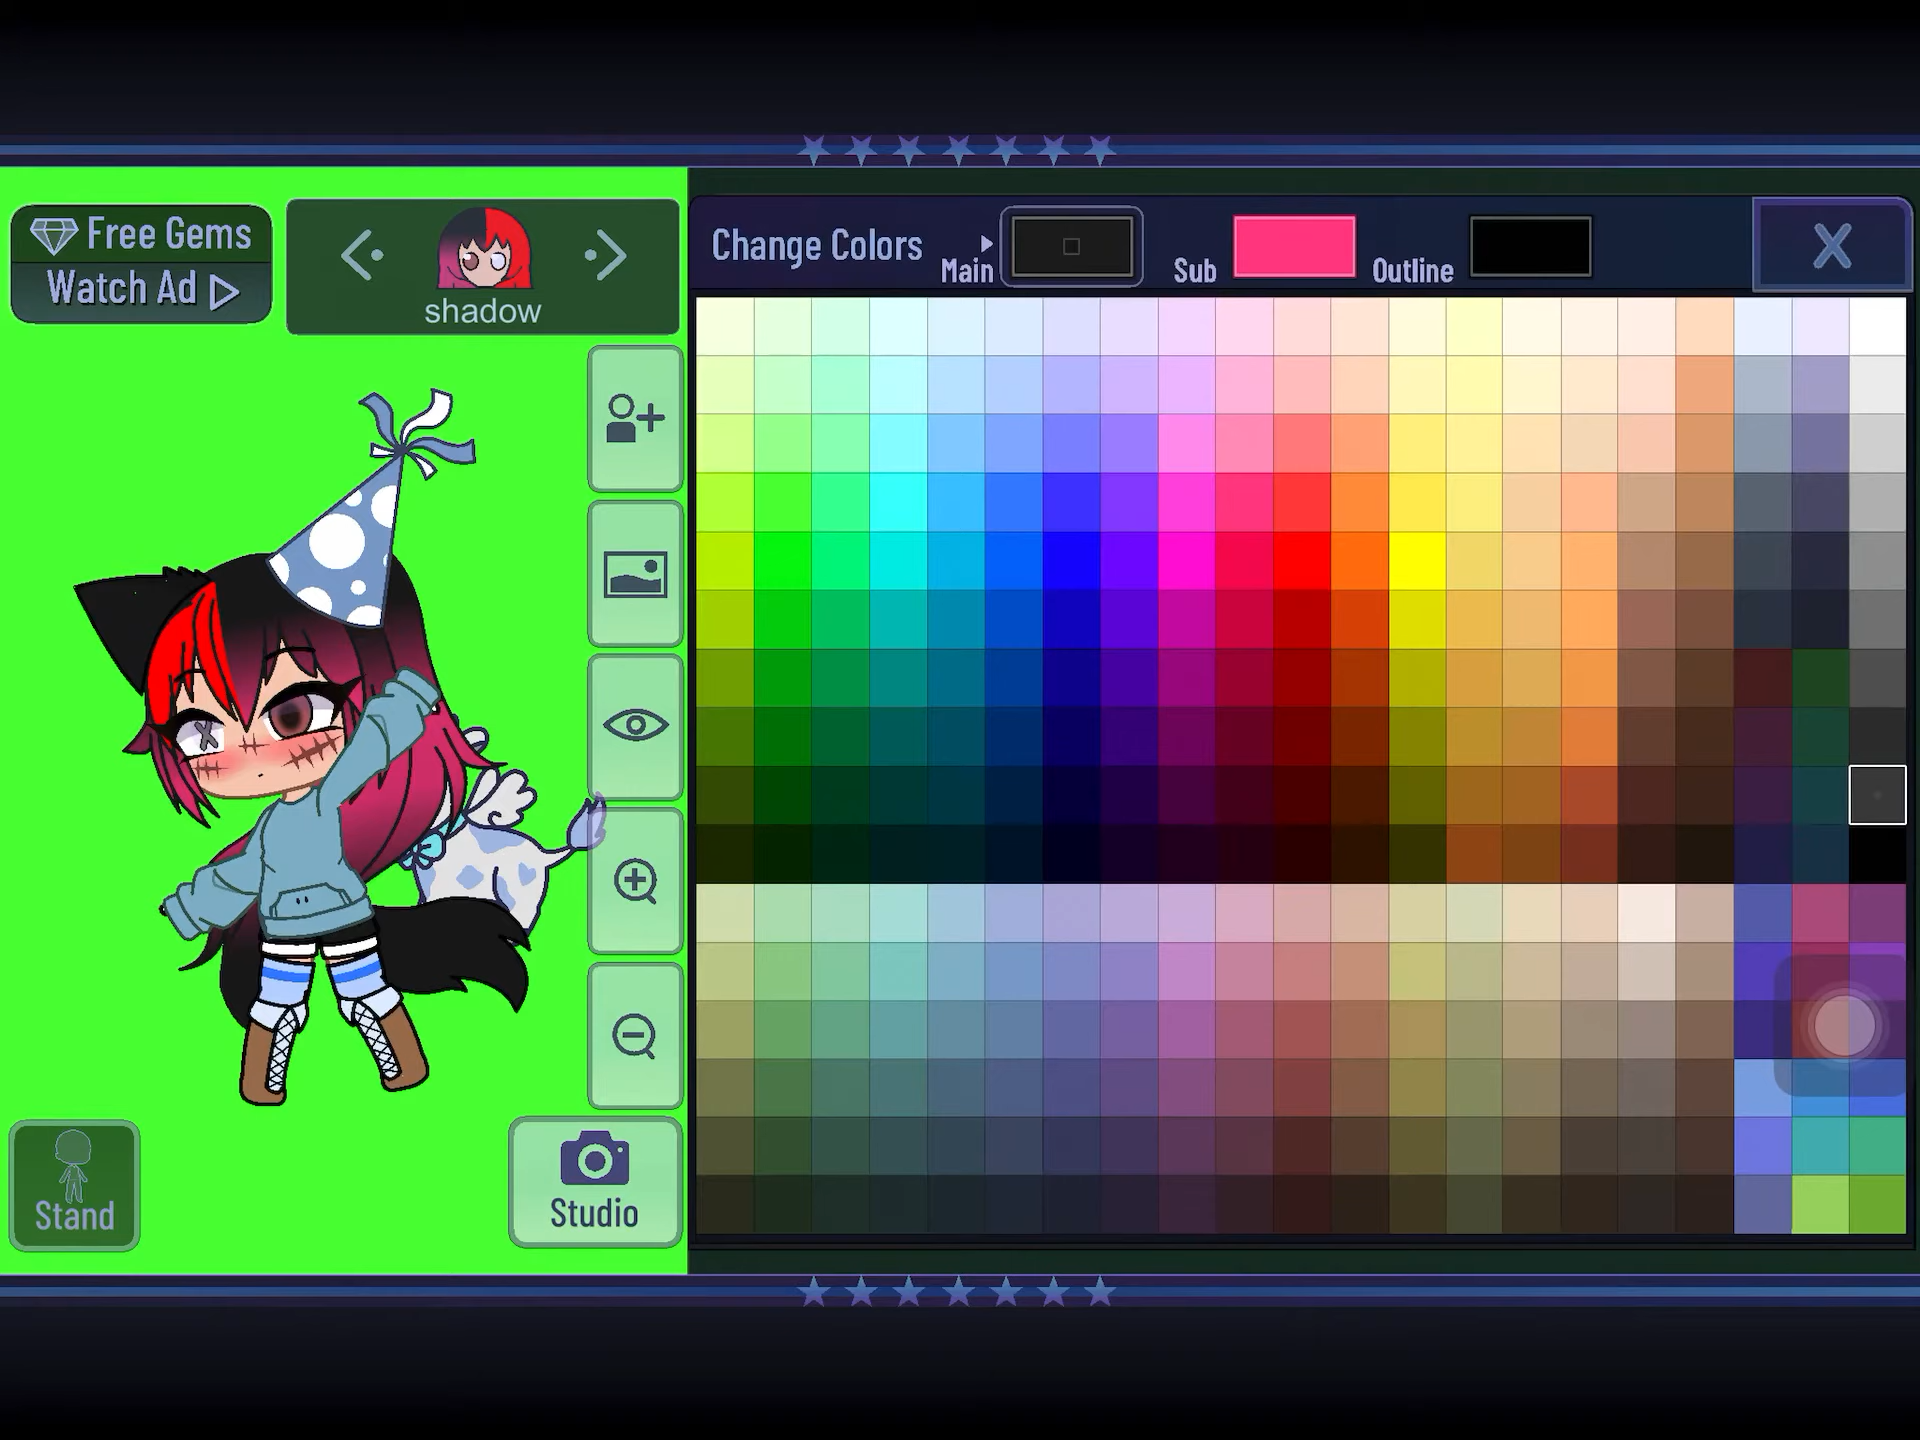 Free Gems
Watch Ad
shadow
Change Colors
Main
Sub
Outline
X
Stand
Studio